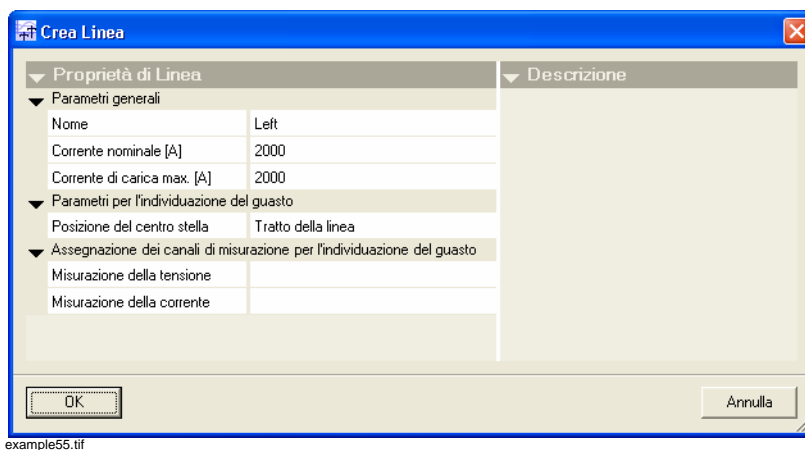 Crea Linea
Proprietà di Linea
Descrizione
Parametri generali
Nome Left
Corrente nominale [A] 2000
Corrente di carica max. [A] 2000
Parametri per l'individuazione del guasto
Posizione del centro stella Tratto della linea
Assegnazione dei canali di misurazione per l'individuazione del guasto
Misurazione della tensione
Misurazione della corrente
OK
Annulla
example55.tif